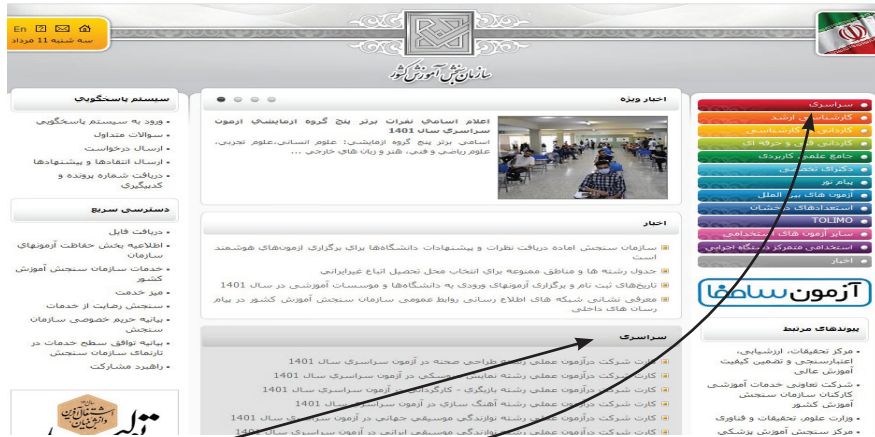 En
سه شنبه 11 مرداد
سازمان سنجش آموزش کشور
سراسری
کارشناسی ارشد
کاردانی به کارشناسی
کاردانی فنی و حرفه ای
جامع علمی کاربردی
دکترای تخصصی
پیام نور
آزمون های بین الملل
استعدادهای درخشان
TOLIMO
سایر آزمون های استخدامی
استخدامی متمرکز دستگاه اجرایی
اخبار
آزمون سامفا
پیوندهای مرتبط
• مرکز تحقیقات، ارزشیابی،
اعتبارسنجی و تضمین کیفیت
آموزش عالی
• شرکت تعاونی خدمات آموزشی
کارکنان سازمان سنجش
آموزش کشور
• وزارت علوم، تحقیقات و فناوری
• مرکز سنجش آموزش پزشکی
اخبار ویژه
اعلام اسامی نفرات برتر پنج گروه آزمایشی آزمون
سراسری سال 1401
اسامی برتر پنج گروه آزمایشی: علوم انسانی،علوم تجربی،
علوم ریاضی و فنی، هنر و زبان های خارجی ...
اخبار
سازمان سنجش آماده دریافت نظرات و پیشنهادات دانشگاه‌ها برای برگزاری آزمون‌های هوشمند
است
جدول رشته ها و مناطق ممنوعه برای انتخاب محل تحصیل اتباع غیرایرانی
تاریخ‌های ثبت نام و برگزاری آزمونهای ورودی به دانشگاه‌ها و موسسات آموزشی در سال 1401
معرفی نشانی شبکه های اطلاع رسانی روابط عمومی سازمان سنجش آموزش کشور در پیام
رسان های داخلی
سراسری
کارت شرکت درآزمون عملی رشته طراحی صحنه در آزمون سراسری سال 1401
کارت شرکت درآزمون عملی رشته نمایش عروسکی در آزمون سراسری سال 1401
کارت شرکت درآزمون عملی رشته بازیگری - کارگردانی در آزمون سراسری سال 1401
کارت شرکت درآزمون عملی رشته آهنگ سازی در آزمون سراسری سال 1401
کارت شرکت درآزمون عملی رشته نوازندگی موسیقی جهانی در آزمون سراسری سال 1401
کارت شرکت درآزمون عملی رشته نوازندگی موسیقی ایرانی در آزمون سراسری سال 1401
سیستم پاسخگویی
• ورود به سیستم پاسخگویی
• سوالات متداول
• ارسال درخواست
• ارسال انتقادها و پیشنهادها
• دریافت شماره پرونده و
کدپیگیری
دسترسی سریع
• دریافت فایل
• اطلاعیه بخش حفاظت آزمونهای
سازمان
• خدمات سازمان سنجش آموزش
کشور
• میز خدمت
• سنجش رضایت از خدمات
• بیانیه حریم خصوصی سازمان
سنجش
• بیانیه توافق سطح خدمات در
تارنمای سازمان سنجش
• راهبرد مشارکت